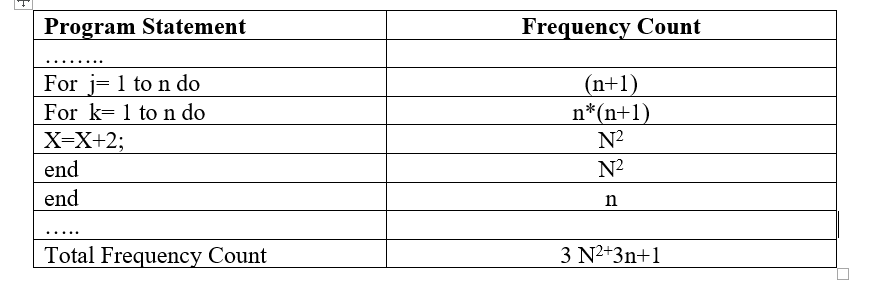 Program Statement Frequency Count
……..
For j= 1 to n do (n+1)
For k= 1 to n do n*(n+1)
X=X+2; N²
end N²
end n
…..
Total Frequency Count 3 N²⁺3n+1